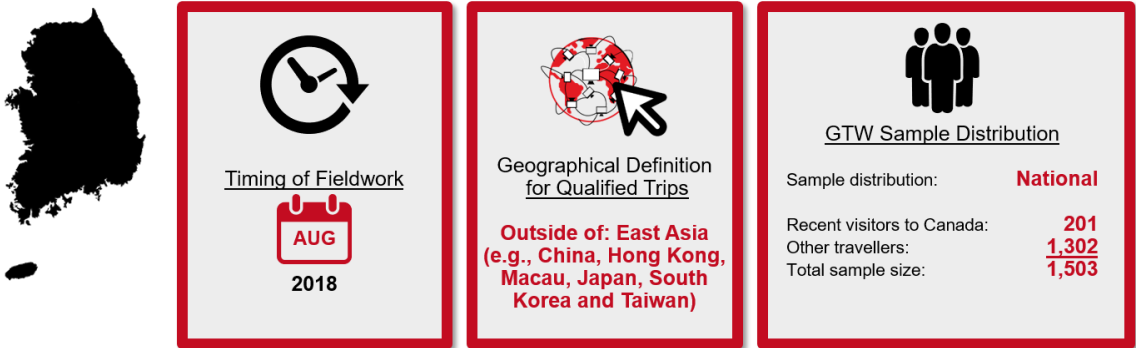 Timing of Fieldwork
AUG
2018
Geographical Definition
for Qualified Trips
Outside of: East Asia
(e.g., China, Hong Kong,
Macau, Japan, South
Korea and Taiwan)
GTW Sample Distribution
Sample distribution: National
Recent visitors to Canada: 201
Other travellers: 1,302
Total sample size: 1,503